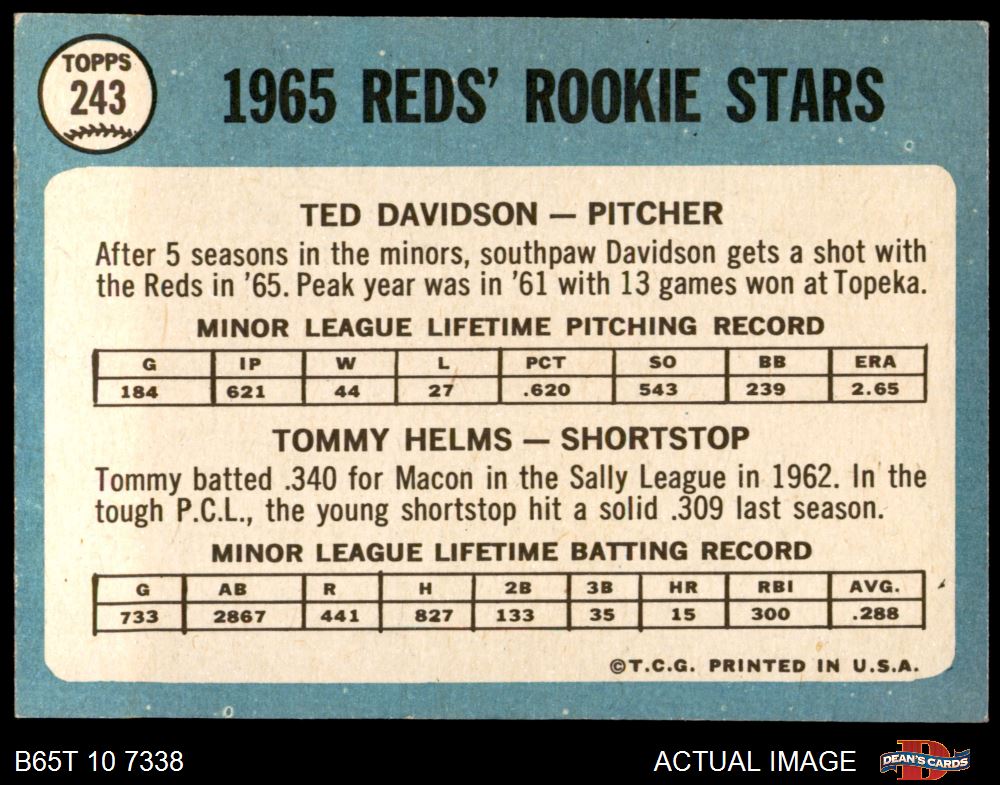 TOPPS
243
1965 REDS' ROOKIE STARS
TED DAVIDSON — PITCHER
After 5 seasons in the minors, southpaw Davidson gets a shot with
the Reds in '65. Peak year was in '61 with 13 games won at Topeka.
MINOR LEAGUE LIFETIME PITCHING RECORD
G IP W L PCT SO BB ERA
184 621 44 27 .620 543 239 2.65
TOMMY HELMS — SHORTSTOP
Tommy batted .340 for Macon in the Sally League in 1962. In the
tough P.C.L., the young shortstop hit a solid .309 last season.
MINOR LEAGUE LIFETIME BATTING RECORD
G AB R H 2B 3B HR RBI AVG.
733 2867 441 827 133 35 15 300 .288
©T.C.G. PRINTED IN U.S.A.
B65T 10 7338
ACTUAL IMAGE
D
DEAN'S CARDS